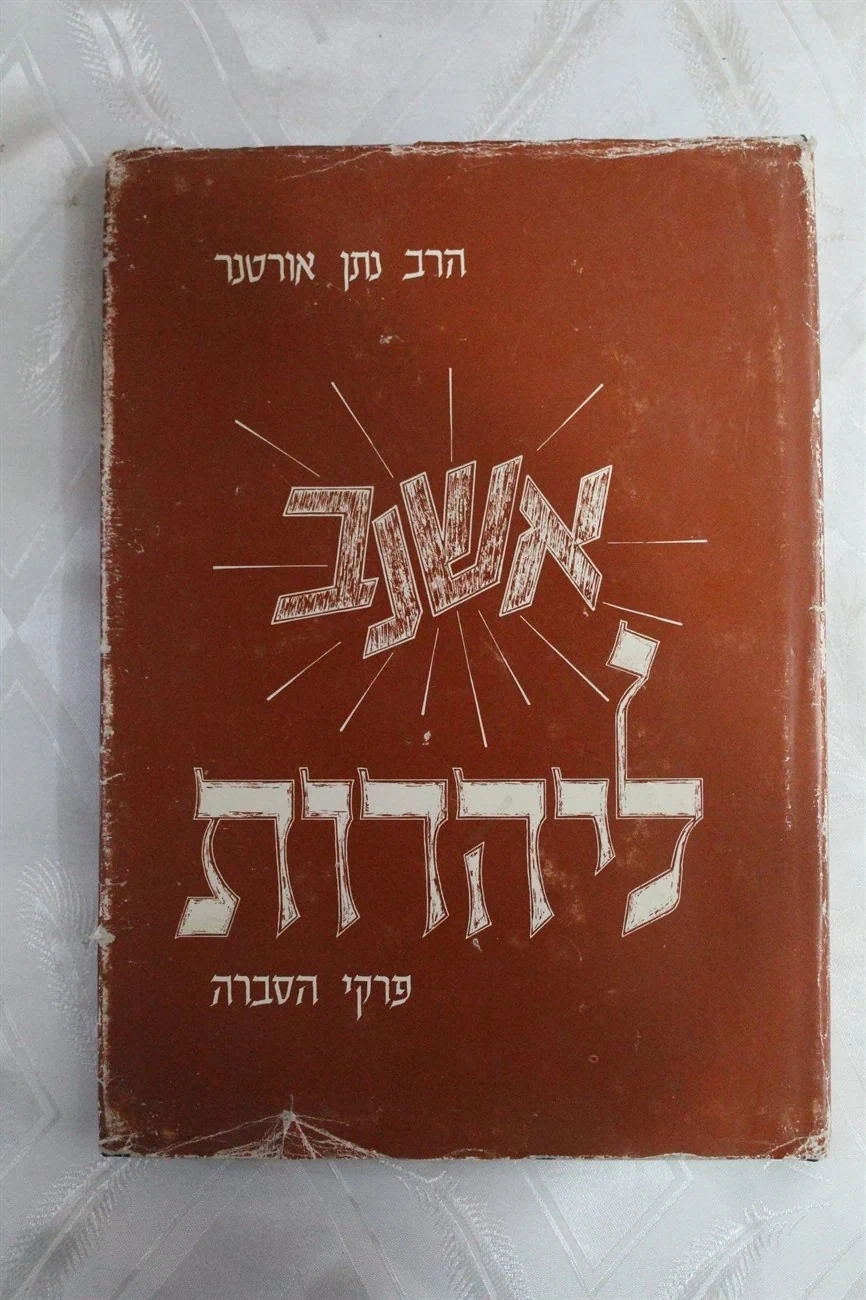 הרב נתן אורטנר
אשנב
ליהדות
פרקי הסברה